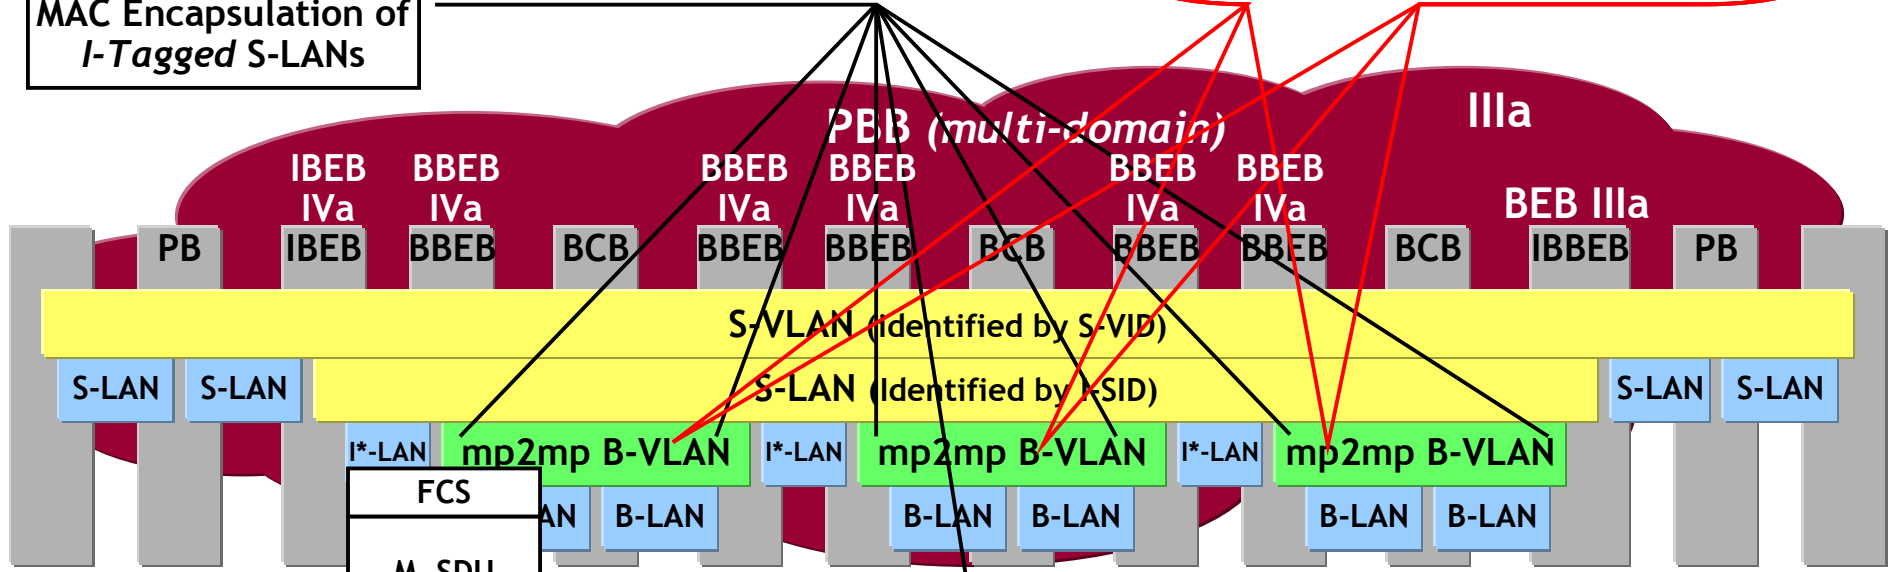 MAC Encapsulation of
I-Tagged S-LANs
PBB (multi-domain)
IIIa
IBEB BBEB BBEB BBEB BBEB BBEB
IVa IVa IVa IVa IVa IVa
BEB IIIa
PB IBEB BBEB BCB BBEB BBEB BCB BBEB BBEB BCB IBBEB PB
S-VLAN (identified by S-VID)
S-LAN S-LAN S-LAN (Identified by I-SID) S-LAN S-LAN
I*-LAN mp2mp B-VLAN I*-LAN mp2mp B-VLAN I*-LAN mp2mp B-VLAN
FCS
AN B-LAN B-LAN B-LAN B-LAN B-LAN
M_SDU